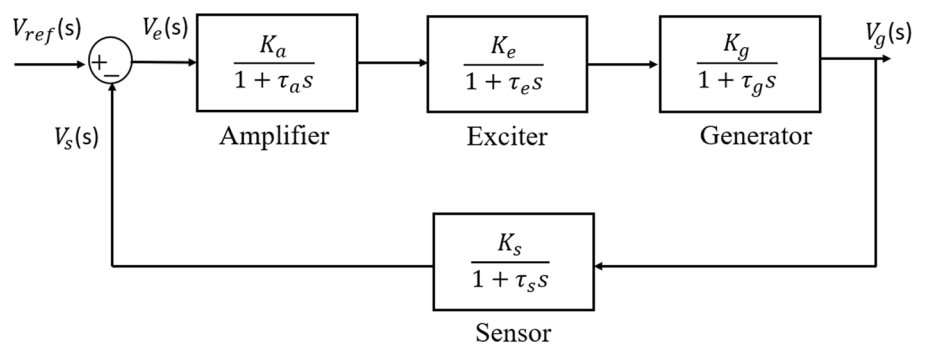 V_ref(s)
V_e(s)
V_g(s)
+
−
K_a
1 + τ_a s
K_e
1 + τ_e s
K_g
1 + τ_g s
Amplifier
Exciter
Generator
V_s(s)
K_s
1 + τ_s s
Sensor